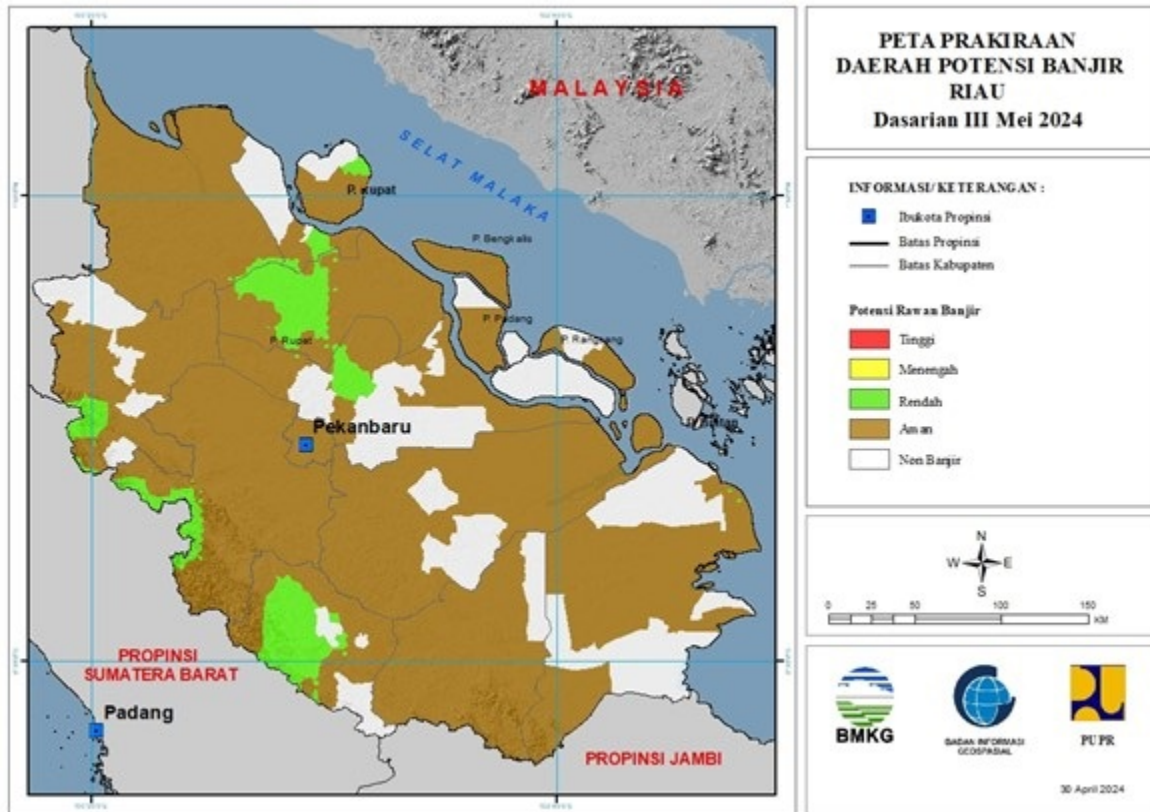 PETA PRAKIRAAN
DAERAH POTENSI BANJIR
RIAU
Dasarian III Mei 2024
INFORMASI/KETERANGAN :
Ibukota Propinsi
Batas Propinsi
Batas Kabupaten
Potensi Rawan Banjir
Tinggi
Menengah
Rendah
Aman
Non Banjir
N
W E
S
0 25 50 100 150
KM
BMKG
BADAN INFORMASI
GEOSPASIAL
PUPR
30 April 2024
MALAYSIA
SELAT MALAKA
P. Rupat
P. Bengkalis
P. Padang
P. Rangsang
P. Rupat
Pekanbaru
PROPINSI
SUMATERA BARAT
Padang
PROPINSI JAMBI